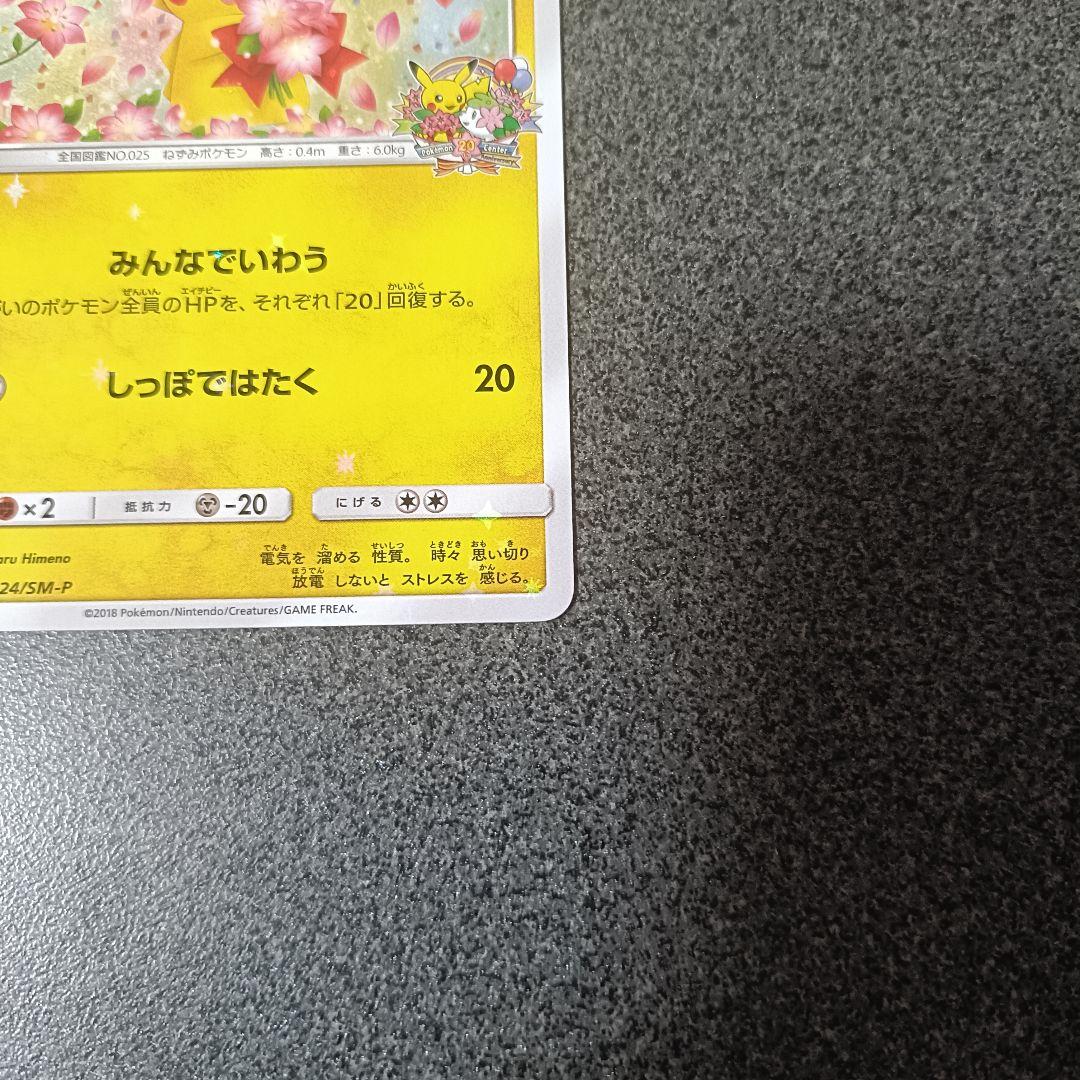 Pokémon 20 Center
全国図鑑NO.025 ねずみポケモン 高さ：0.4m 重さ：6.0kg
みんなでいわう
いのポケモン全員のHPを、それぞれ「20」回復する。
しっぽではたく 20
×2 抵抗力 -20 にげる
aru Himeno
電気を 溜める 性質。 時々 思い切り
放電 しないと ストレスを 感じる。
24/SM-P
©2018 Pokémon/Nintendo/Creatures/GAME FREAK.